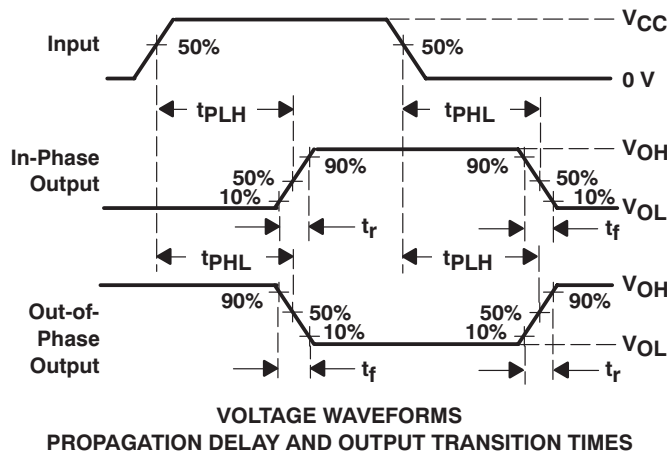 VCC
Input
50%
50%
0 V
tPLH
tPHL
In-Phase
Output
VOH
90%
90%
50%
50%
10%
10%
VOL
tr
tf
tPHL
tPLH
VOH
90%
90%
Out-of-
Phase
Output
50%
50%
10%
10%
VOL
tf
tr
VOLTAGE WAVEFORMS
PROPAGATION DELAY AND OUTPUT TRANSITION TIMES